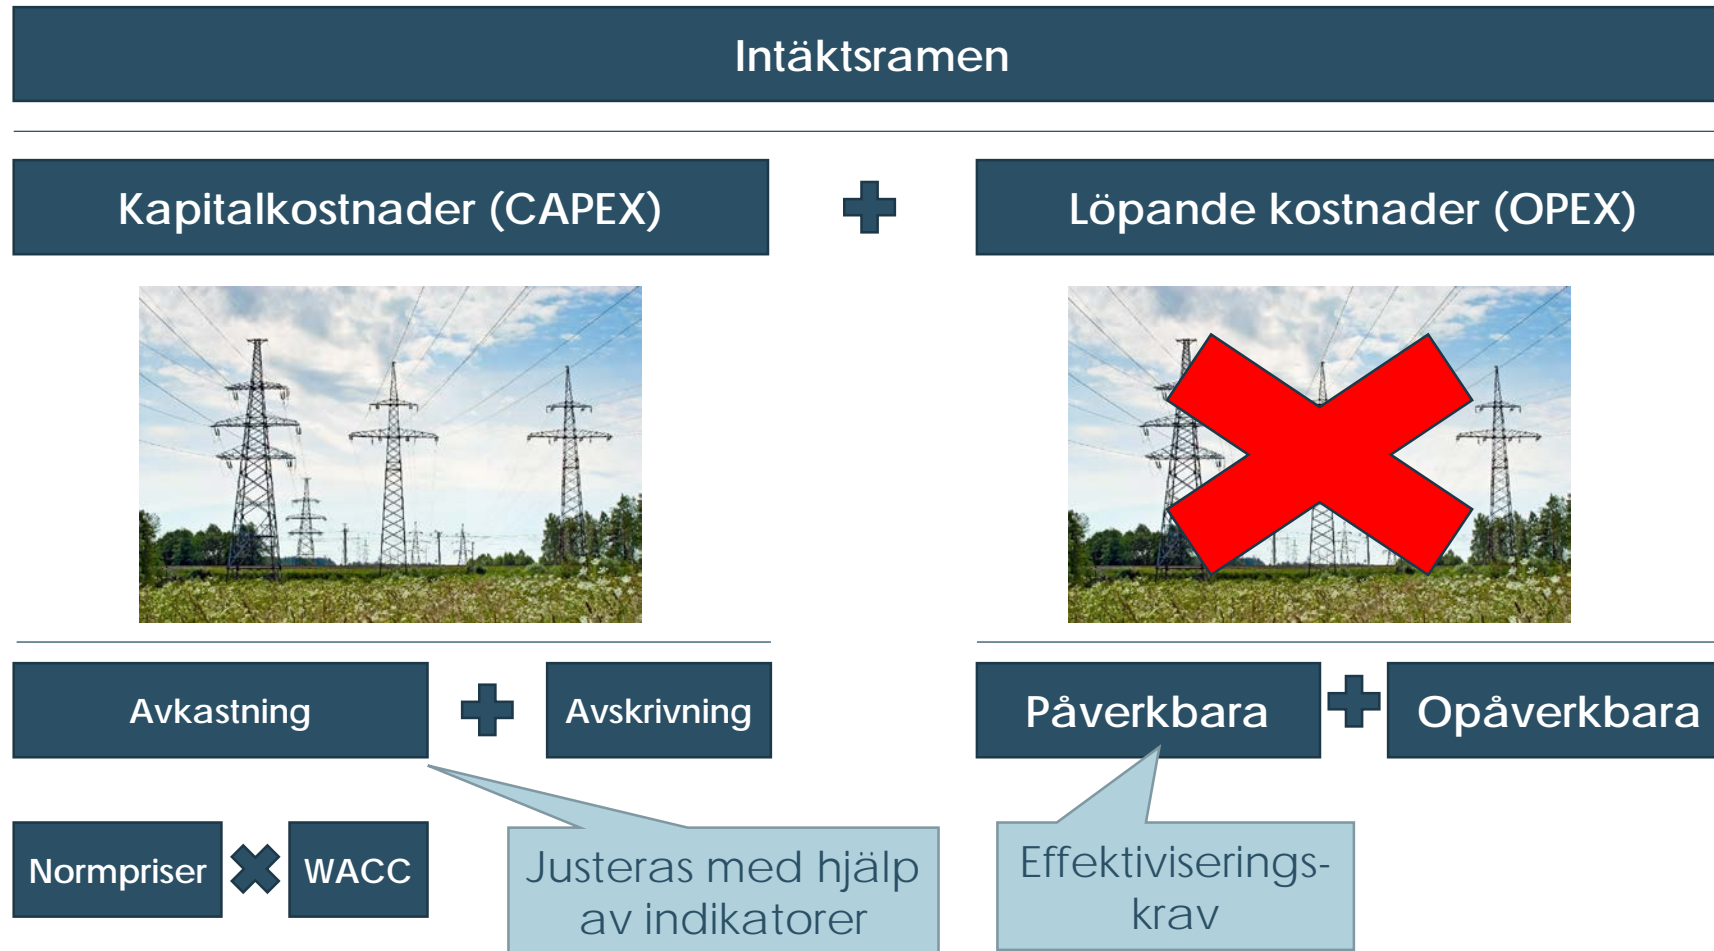 Intäktsramen
Kapitalkostnader (CAPEX)
Löpande kostnader (OPEX)
Avkastning
Avskrivning
Påverkbara
Opåverkbara
Normpriser
WACC
Justeras med hjälp
av indikatorer
Effektiviserings-
krav